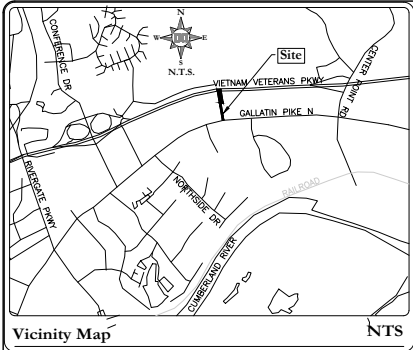 N
W E
S
N.T.S.
CONFERENCE DR
Site
VIETNAM VETERANS PKWY
CENTER POINT RD
GALLATIN PIKE N
RIVERGATE PKWY
NORTHSIDE DR
RAILROAD
CUMBERLAND RIVER
Vicinity Map NTS